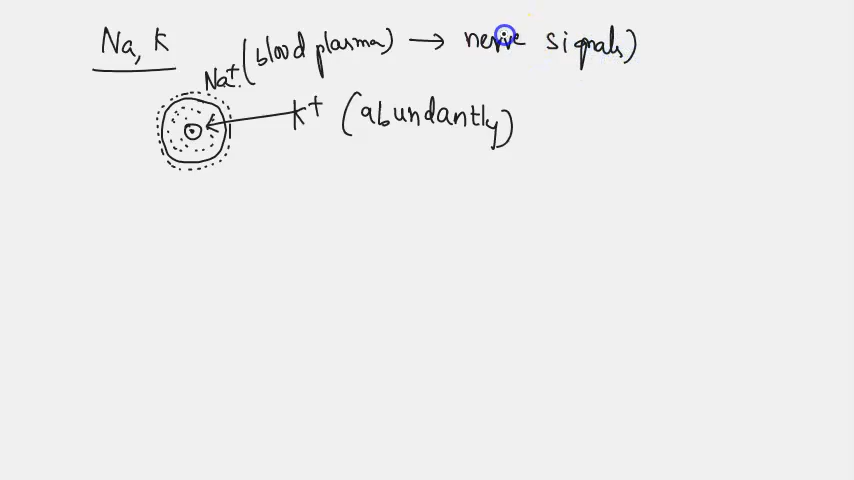 Na, K
Na⁺. (blood plasma) → nerve signals)
K⁺ (abundantly)